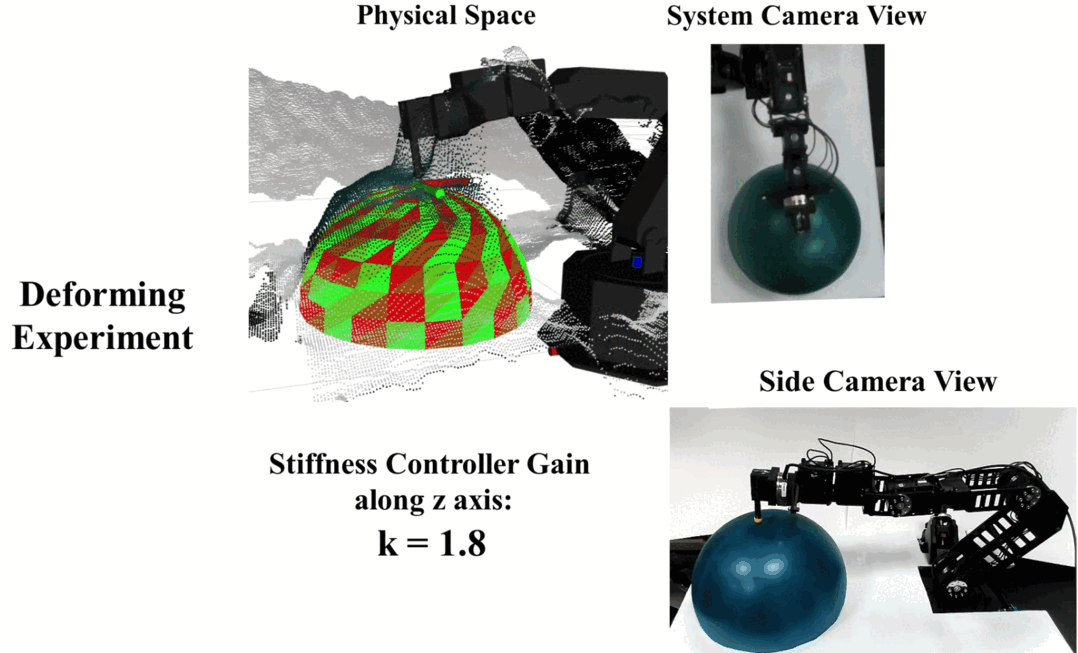 Physical Space
System Camera View
Deforming
Experiment
Side Camera View
Stiffness Controller Gain
along z axis:
k = 1.8